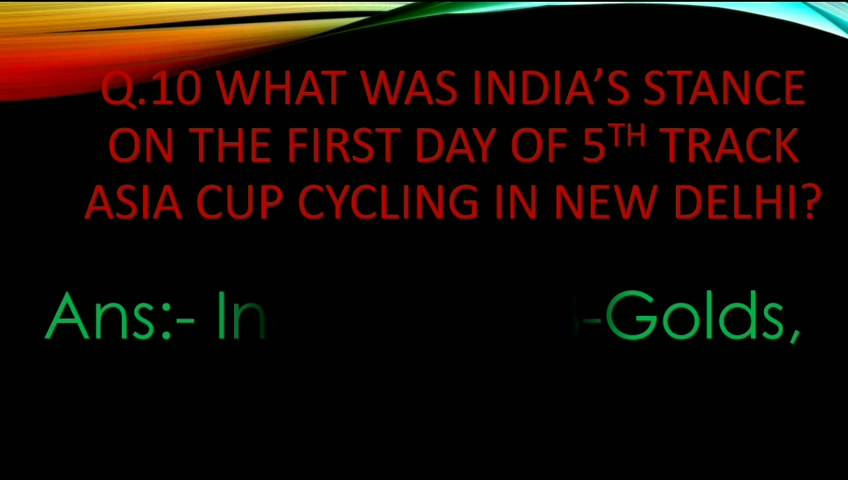 Q.10 WHAT WAS INDIA’S STANCE
ON THE FIRST DAY OF 5TH TRACK
ASIA CUP CYCLING IN NEW DELHI?
Ans:- In -Golds,